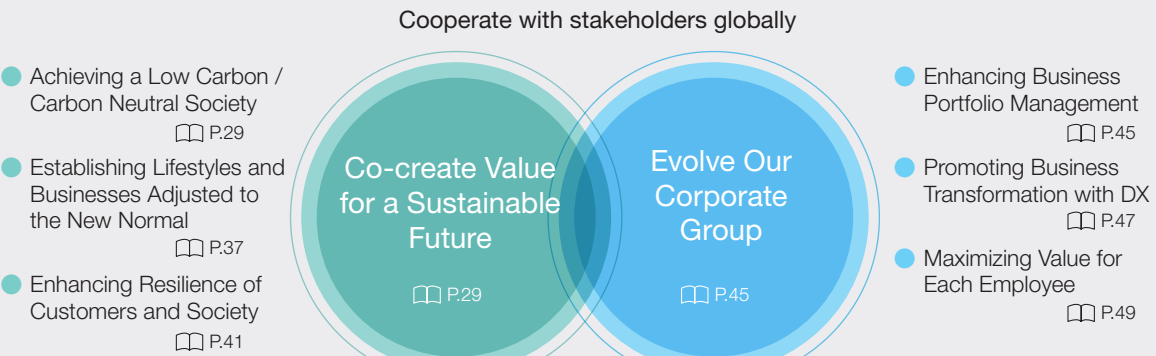 Cooperate with stakeholders globally
Achieving a Low Carbon /
Carbon Neutral Society
P.29
Establishing Lifestyles and
Businesses Adjusted to
the New Normal
P.37
Enhancing Resilience of
Customers and Society
P.41
Co-create Value
for a Sustainable
Future
P.29
Evolve Our
Corporate
Group
P.45
Enhancing Business
Portfolio Management
P.45
Promoting Business
Transformation with DX
P.47
Maximizing Value for
Each Employee
P.49